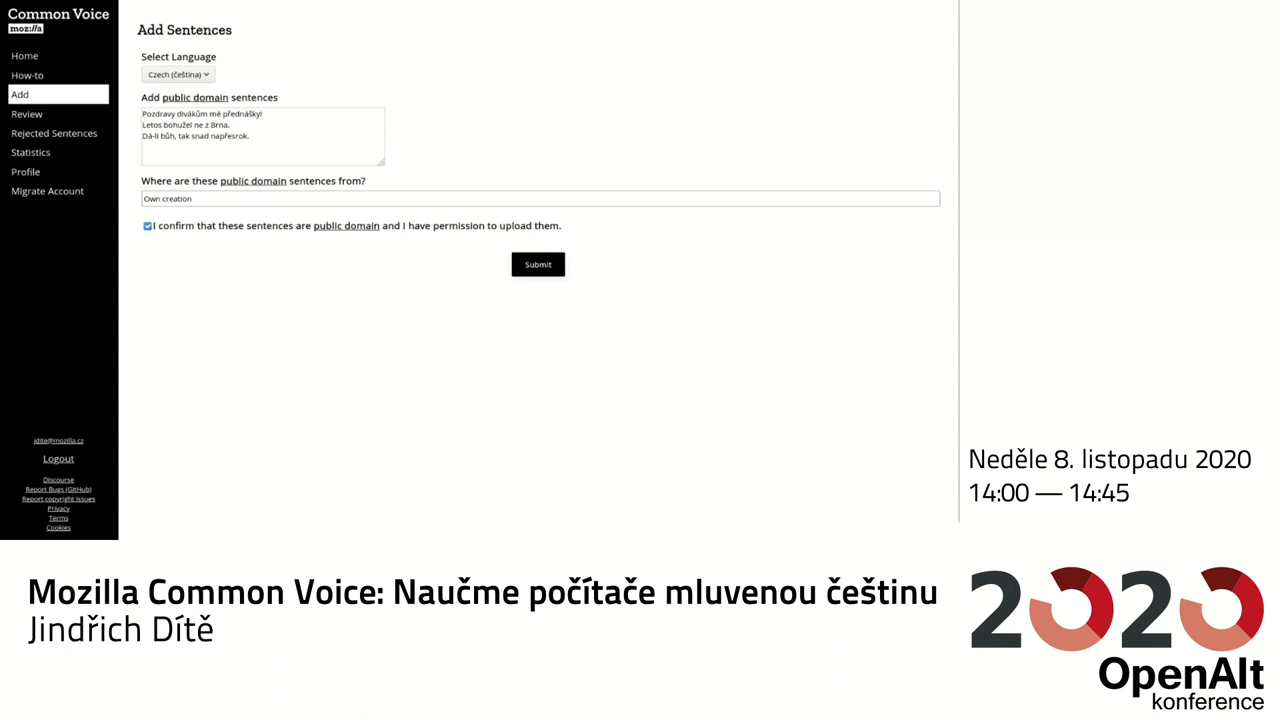 Common Voice
moz://a
Home
How-to
Add
Review
Rejected Sentences
Statistics
Profile
Migrate Account
jdite@mozilla.cz
Logout
Discourse
Report Bugs (GitHub)
Report copyright issues
Privacy
Terms
Cookies
Add Sentences
Select Language
Czech (čeština)
Add public domain sentences
Pozdravy divákům mé přednášky!
Letos bohužel ne z Brna.
Dá-li bůh, tak snad napřesrok.
Where are these public domain sentences from?
Own creation
I confirm that these sentences are public domain and I have permission to upload them.
Submit
Neděle 8. listopadu 2020
14:00 — 14:45
Mozilla Common Voice: Naučme počítače mluvenou češtinu
Jindřich Dítě
2020
OpenAlt
konference